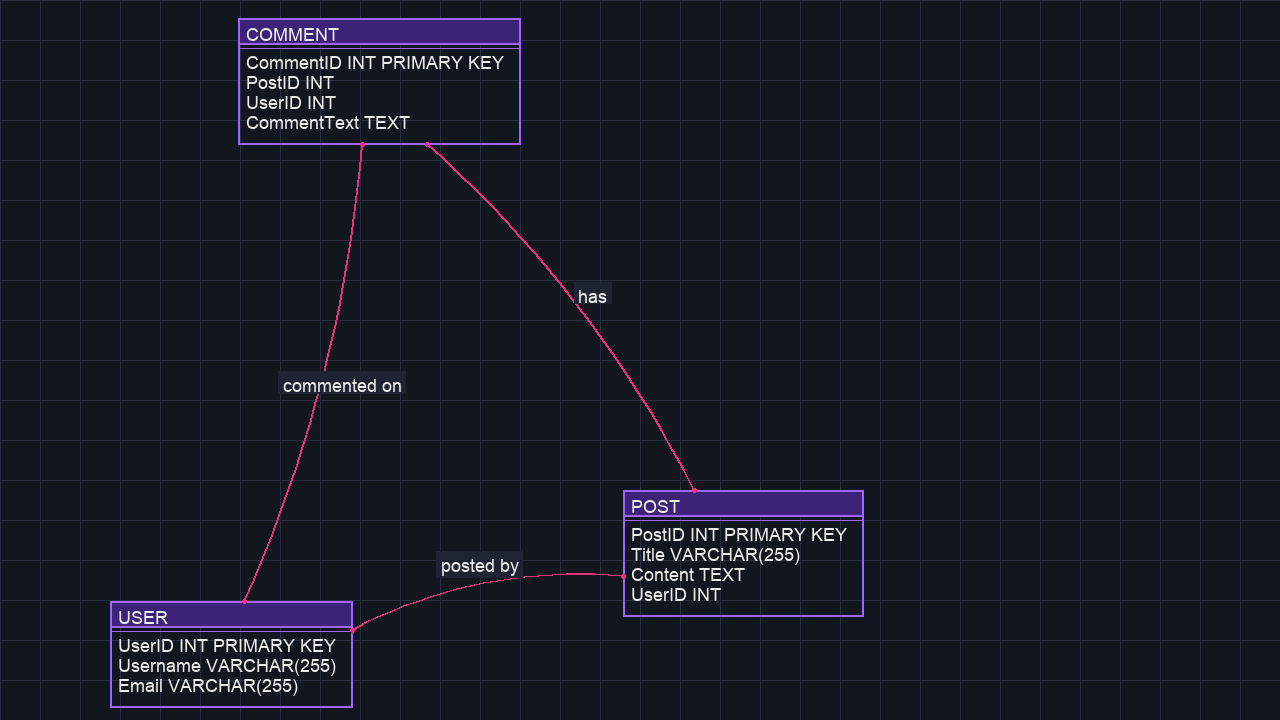 COMMENT
CommentID INT PRIMARY KEY
PostID INT
UserID INT
CommentText TEXT
has
commented on
POST
PostID INT PRIMARY KEY
Title VARCHAR(255)
Content TEXT
UserID INT
posted by
USER
UserID INT PRIMARY KEY
Username VARCHAR(255)
Email VARCHAR(255)